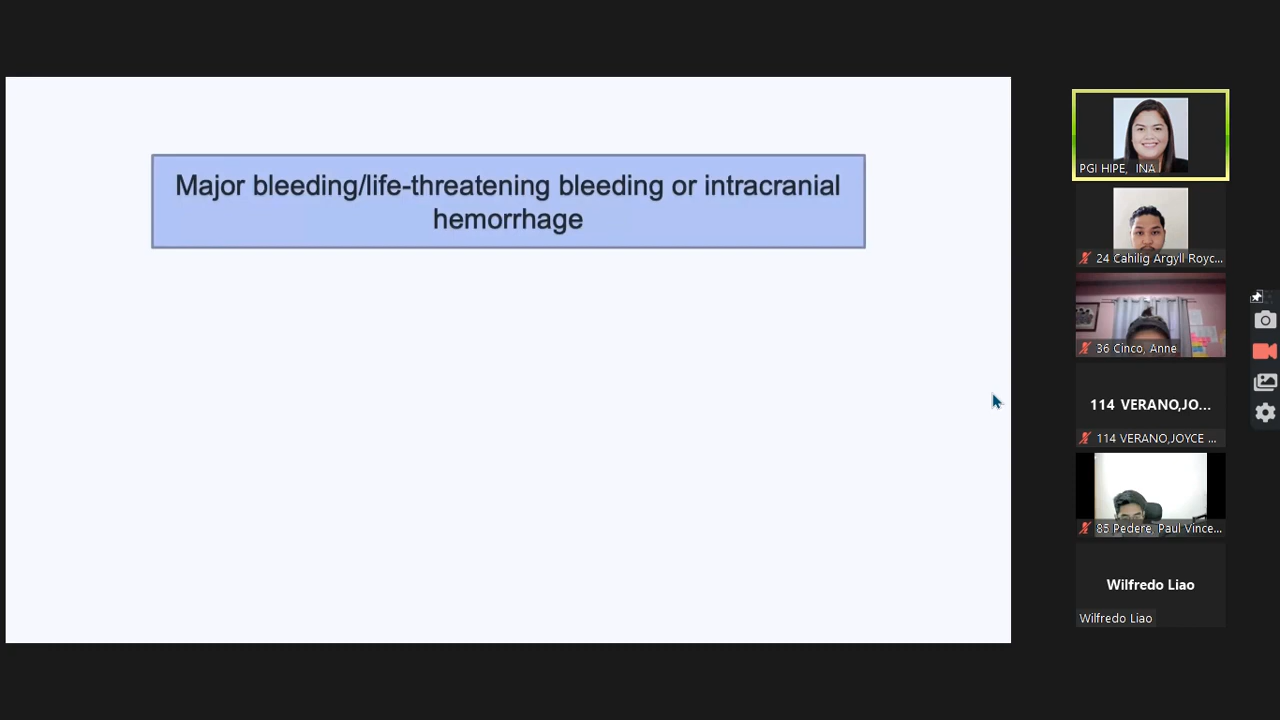 Major bleeding/life-threatening bleeding or intracranial
hemorrhage
PGI HIPE, INA
24 Cahilig Argyll Royc...
36 Cinco, Anne
114 VERANO,JO...
114 VERANO,JOYCE ...
85 Pedere, Paul Vince...
Wilfredo Liao
Wilfredo Liao